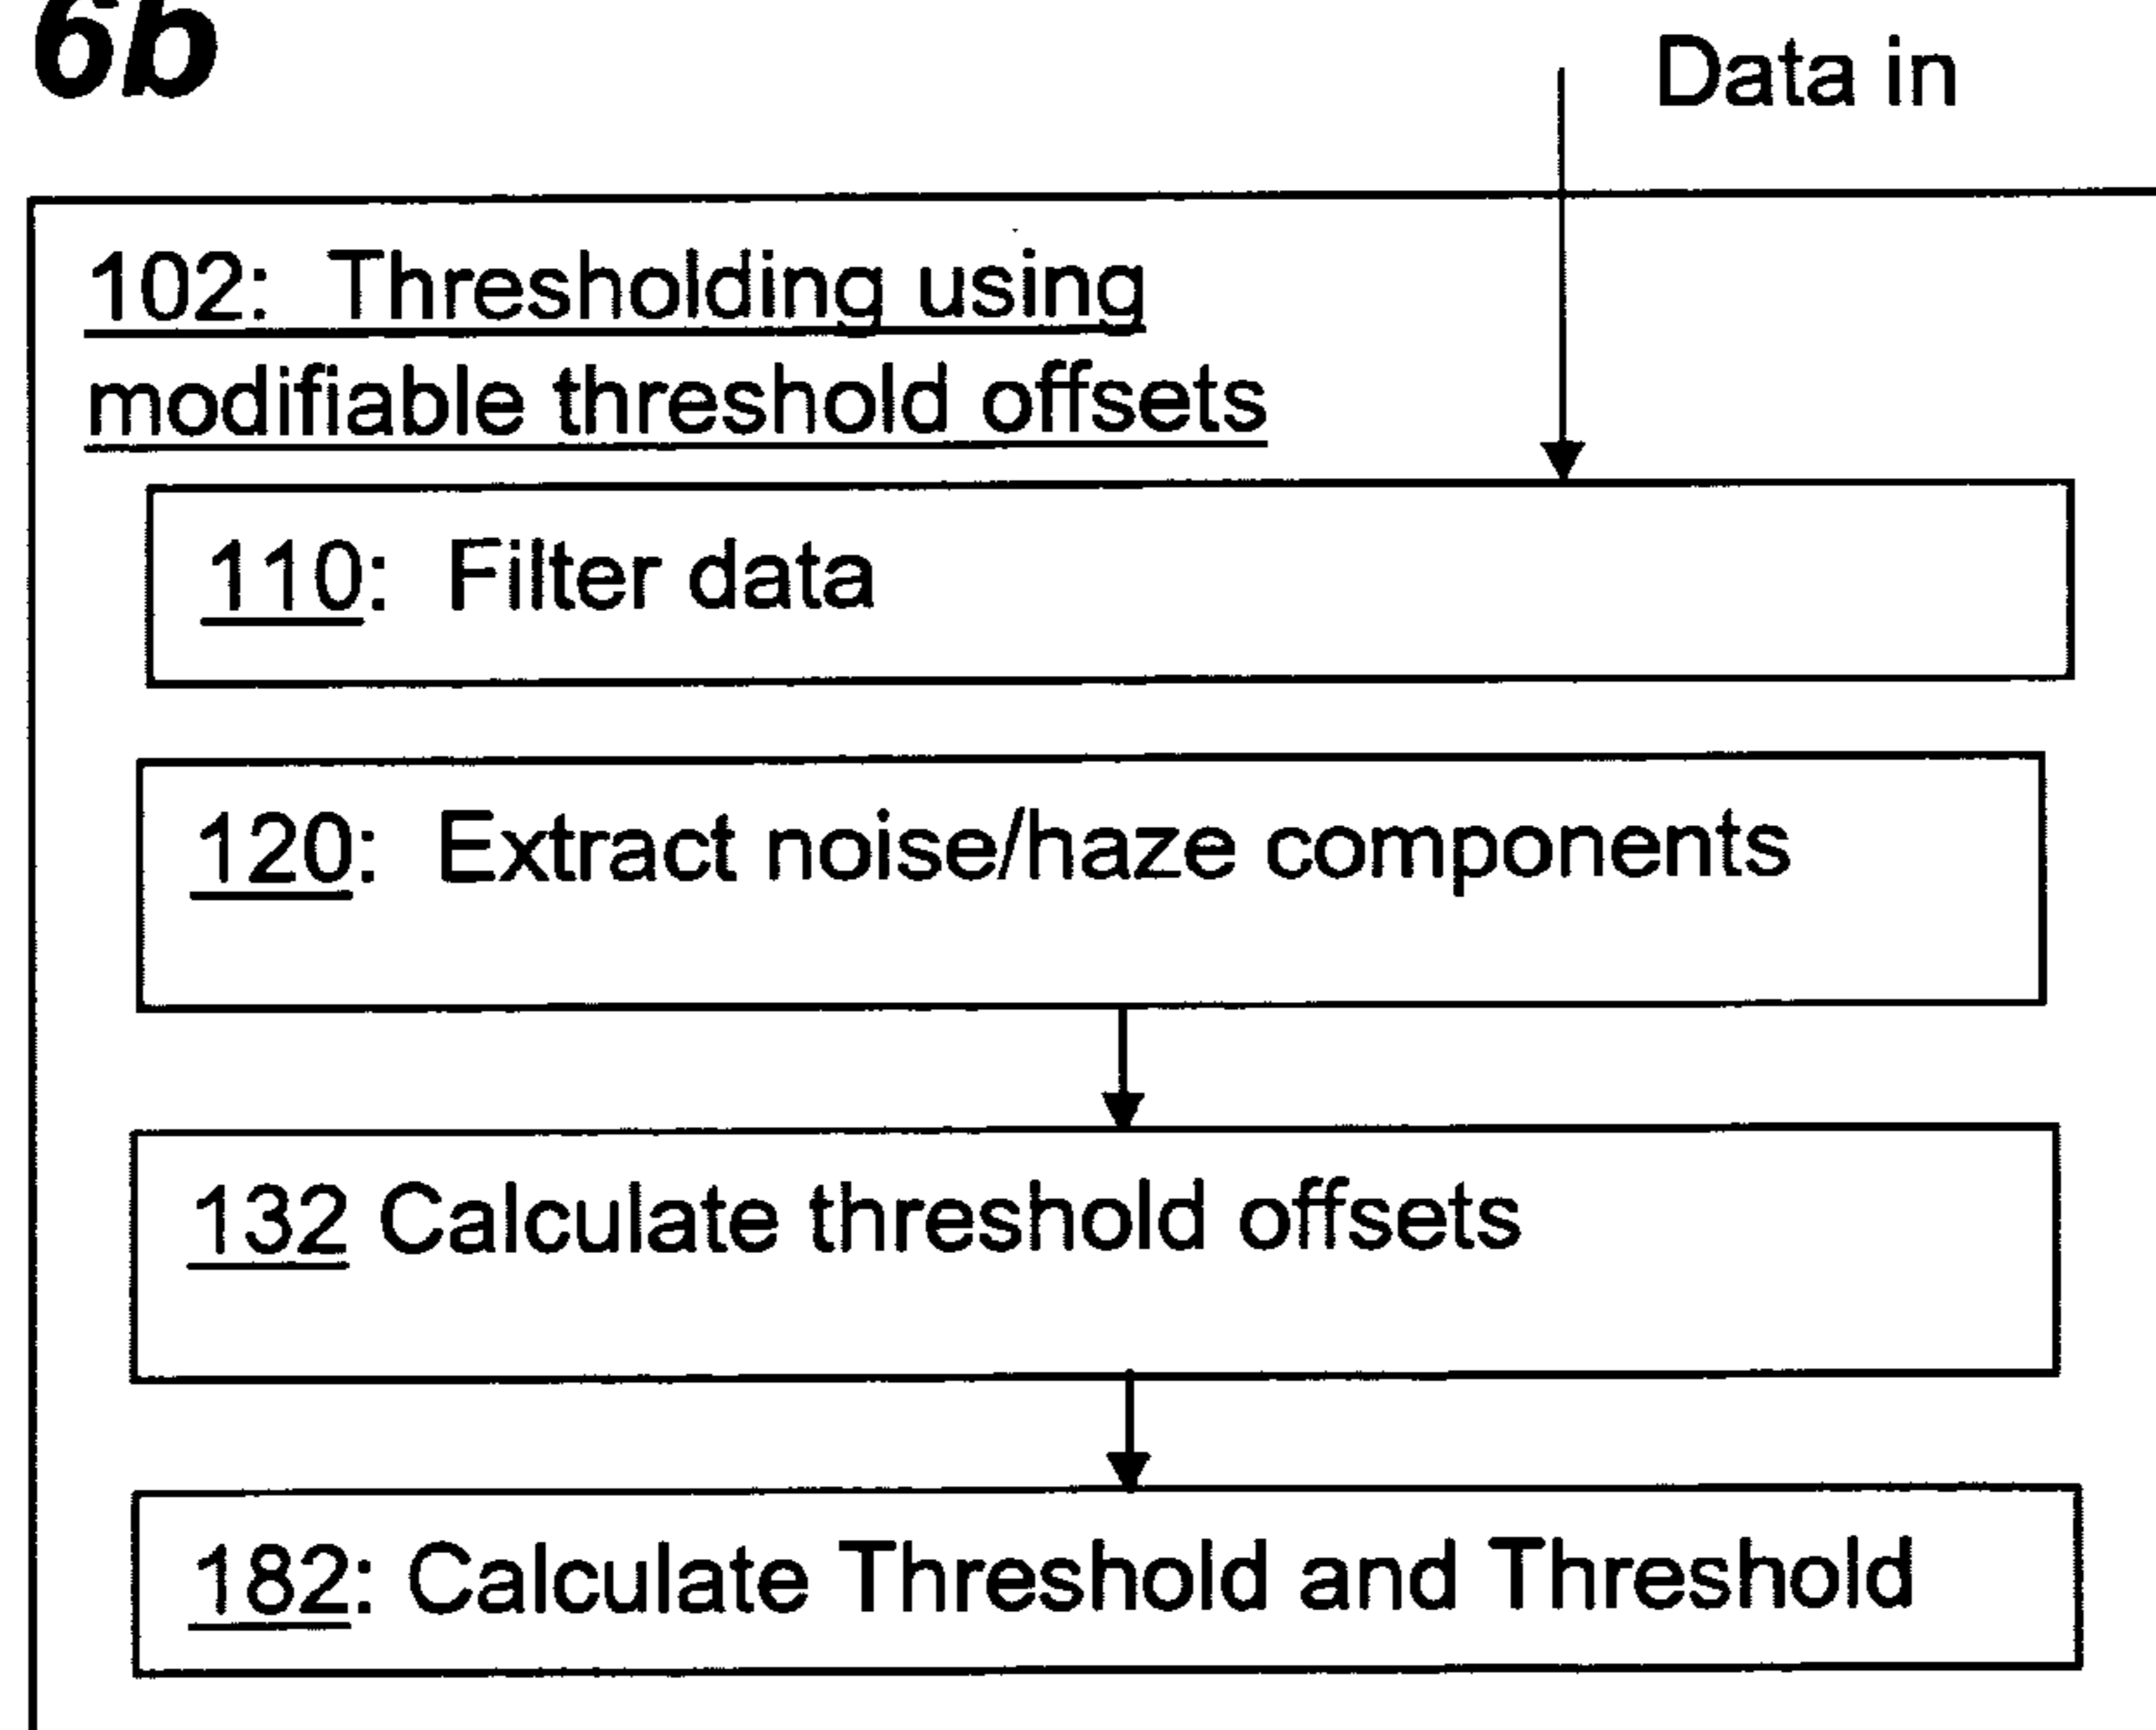 6b
Data in
102: Thresholding using
modifiable threshold offsets
110: Filter data
120: Extract noise/haze components
132 Calculate threshold offsets
182: Calculate Threshold and Threshold